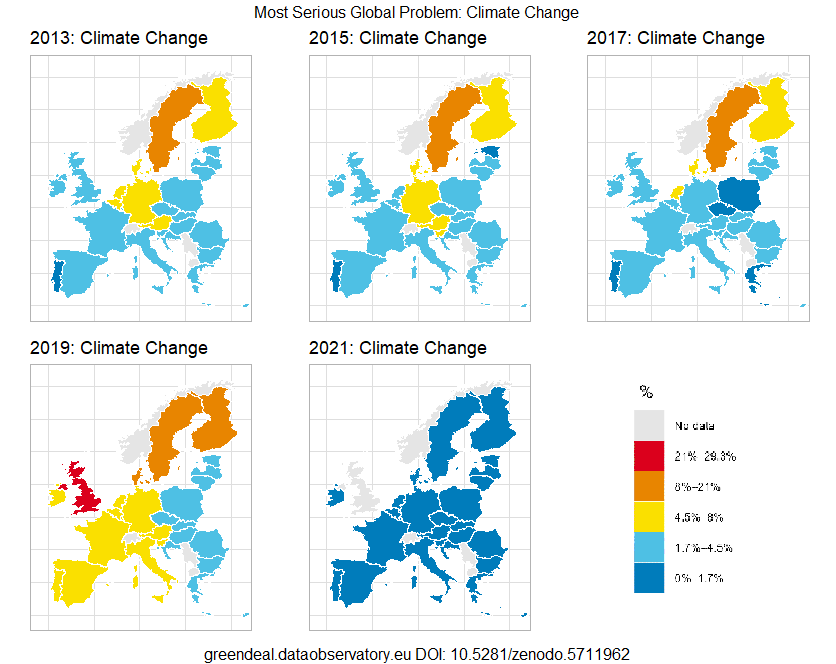 Most Serious Global Problem: Climate Change
2013: Climate Change
2015: Climate Change
2017: Climate Change
2019: Climate Change
2021: Climate Change
%
No data
21%–29.3%
8%–21%
4.5%–8%
1.7%–4.5%
0%–1.7%
greendeal.dataobservatory.eu DOI: 10.5281/zenodo.5711962